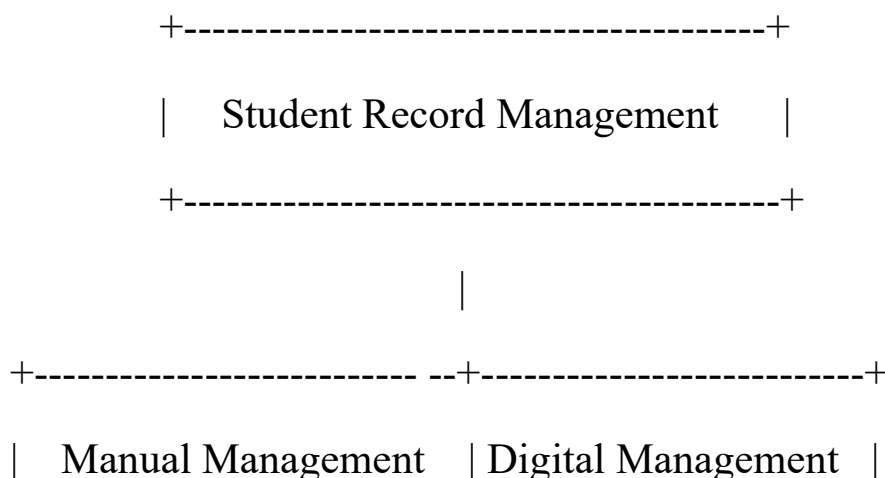 +-----------------------------------------+
| Student Record Management |
+------------------------------------------+
|
+--------------------------- --+---------------------------+
| Manual Management | Digital Management |